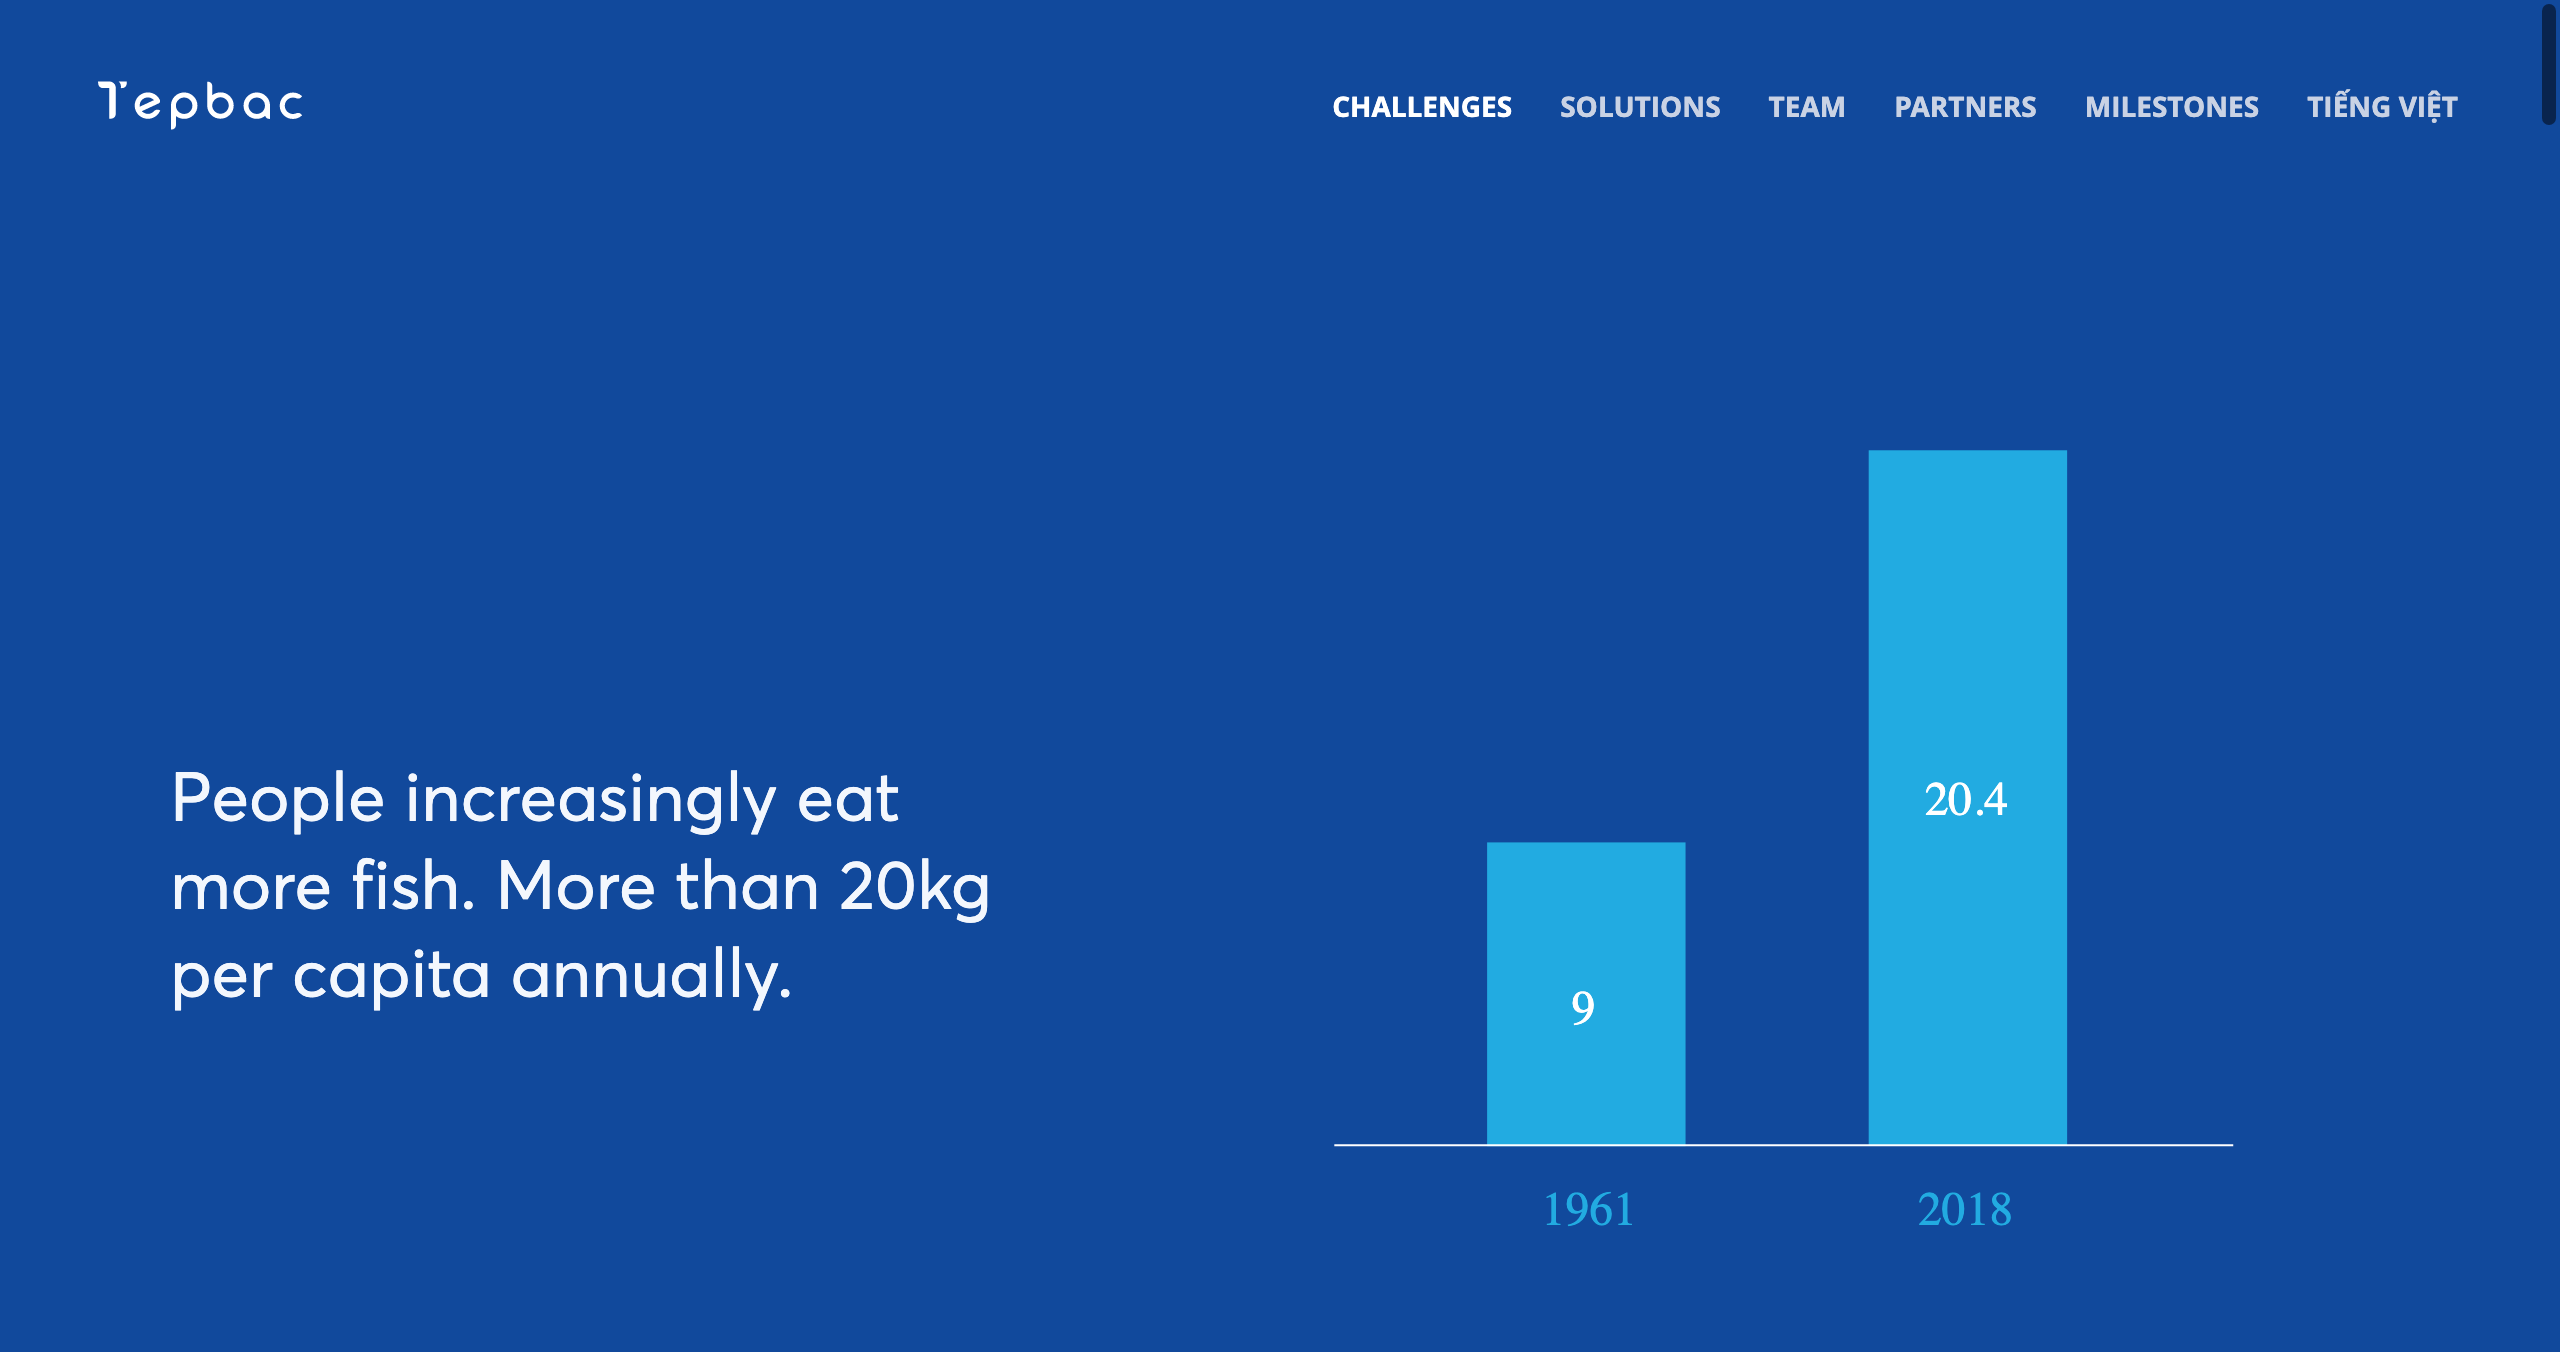 Tepbac
CHALLENGES SOLUTIONS TEAM PARTNERS MILESTONES TIẾNG VIỆT
People increasingly eat
more fish. More than 20kg
per capita annually.
20.4
9
1961 2018